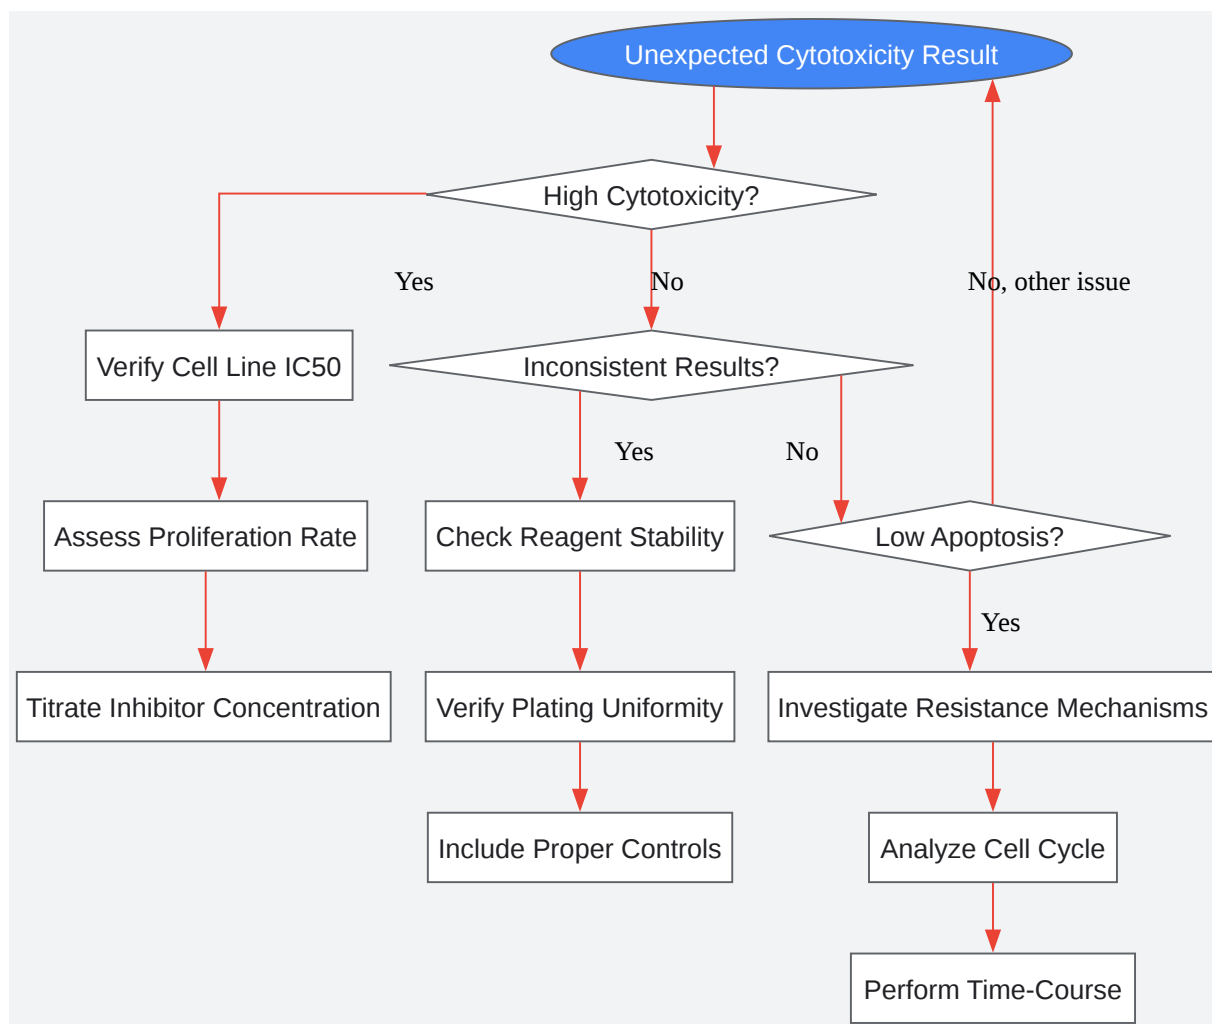 Unexpected Cytotoxicity Result
High Cytotoxicity?
Yes
No
No, other issue
Verify Cell Line IC50
Inconsistent Results?
Yes
No
Assess Proliferation Rate
Check Reagent Stability
Low Apoptosis?
Yes
Titrate Inhibitor Concentration
Verify Plating Uniformity
Investigate Resistance Mechanisms
Include Proper Controls
Analyze Cell Cycle
Perform Time-Course